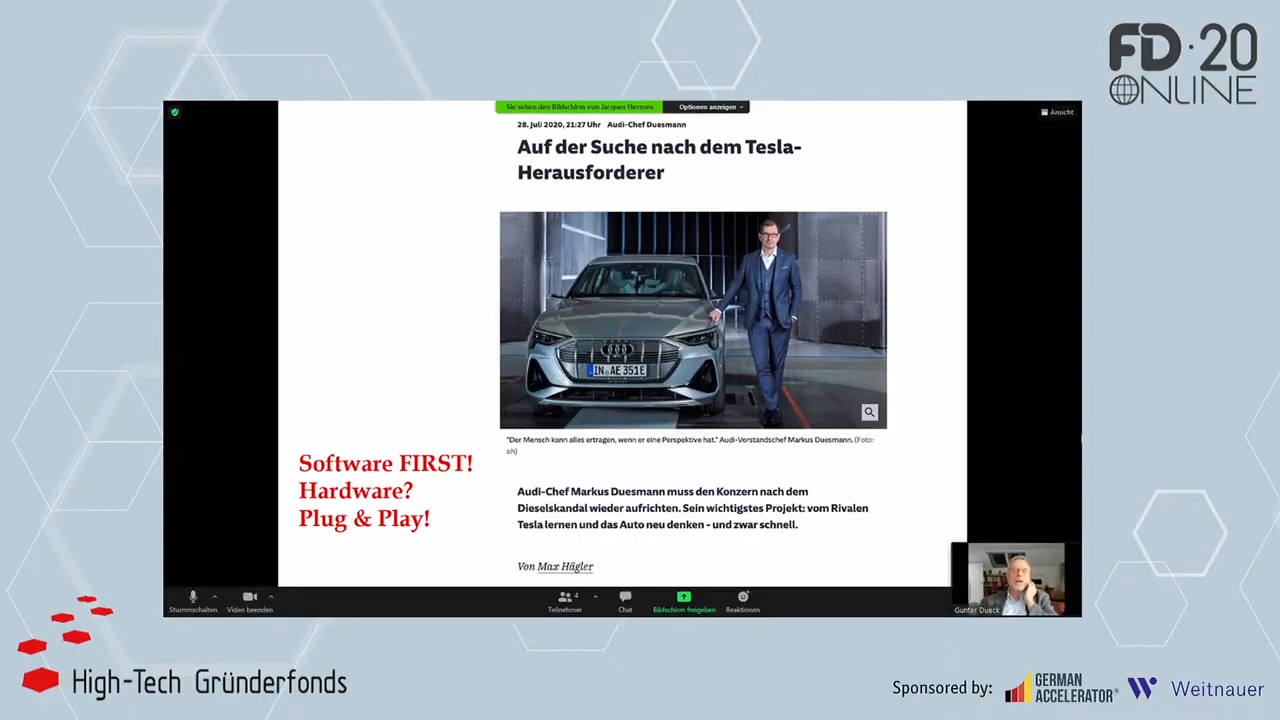 FD·20
ONLINE
Sie sehen den Bildschirm von Jacques Hermes
Optionen anzeigen
Ansicht
28. Juli 2020, 21:27 Uhr Audi-Chef Duesmann
Auf der Suche nach dem Tesla-
Herausforderer
IN AE 351E
"Der Mensch kann alles ertragen, wenn er eine Perspektive hat." Audi-Vorstandschef Markus Duesmann. (Foto:
oh)
Software FIRST!
Hardware?
Plug & Play!
Audi-Chef Markus Duesmann muss den Konzern nach dem
Dieselskandal wieder aufrichten. Sein wichtigstes Projekt: vom Rivalen
Tesla lernen und das Auto neu denken - und zwar schnell.
Von Max Hägler
Stummschalten
Video beenden
4
Teilnehmer
Chat
Bildschirm freigeben
Reaktionen
Gunter Dueck
High-Tech Gründerfonds
Sponsored by:
GERMAN
ACCELERATOR®
W
Weitnauer